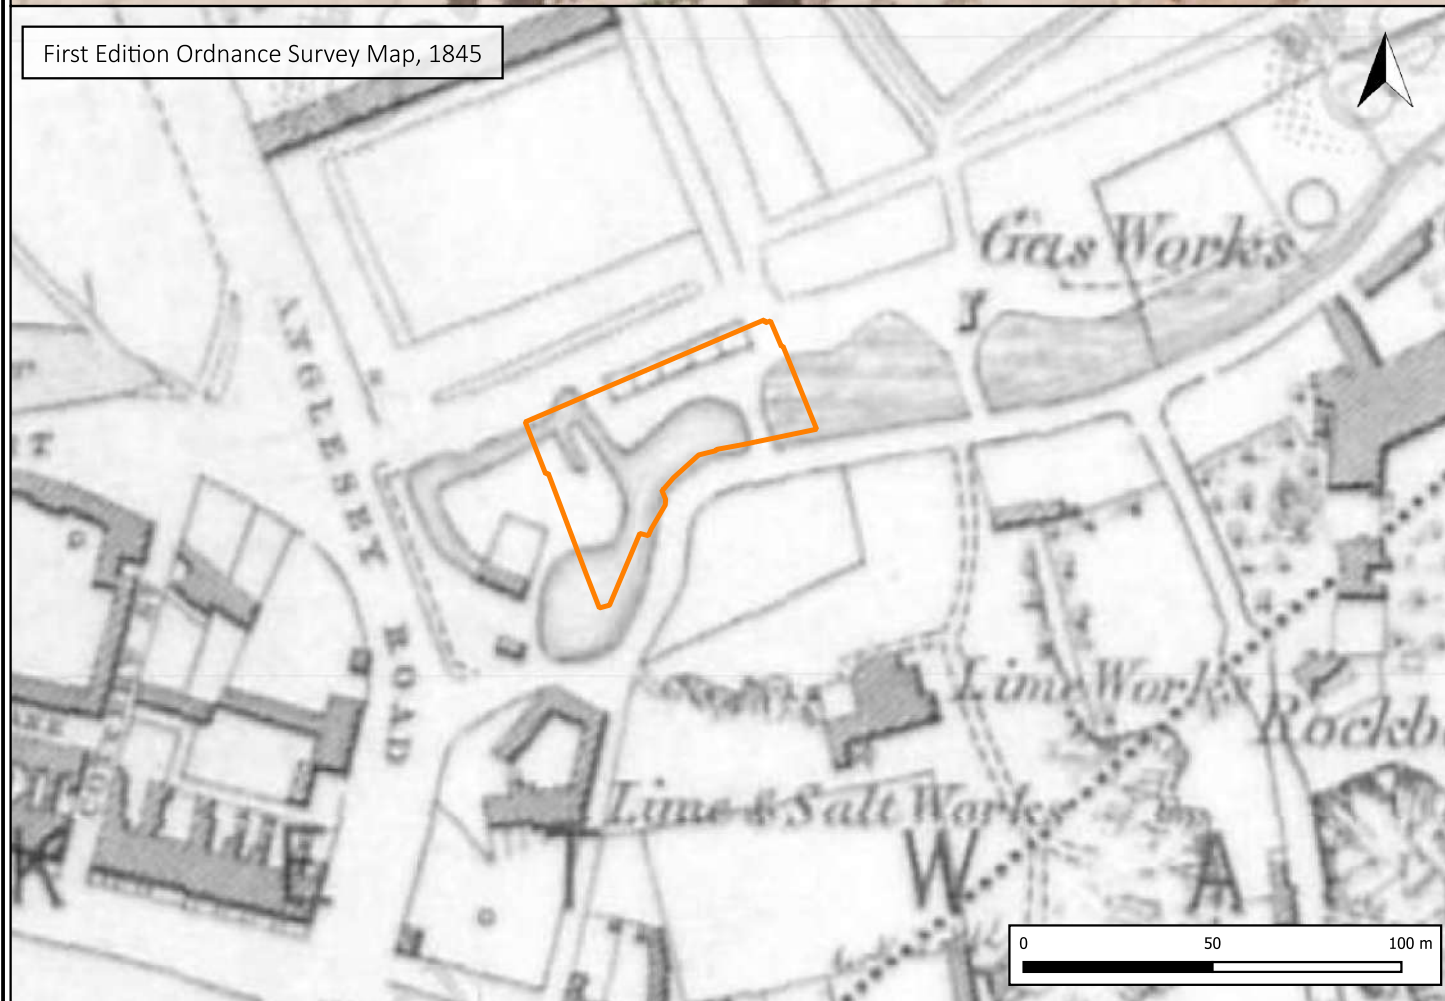 First Edition Ordnance Survey Map, 1845
Gas Works
ANGLESEY
ROAD
Lime Works
Lime & Salt Works
W A
0 50 100 m